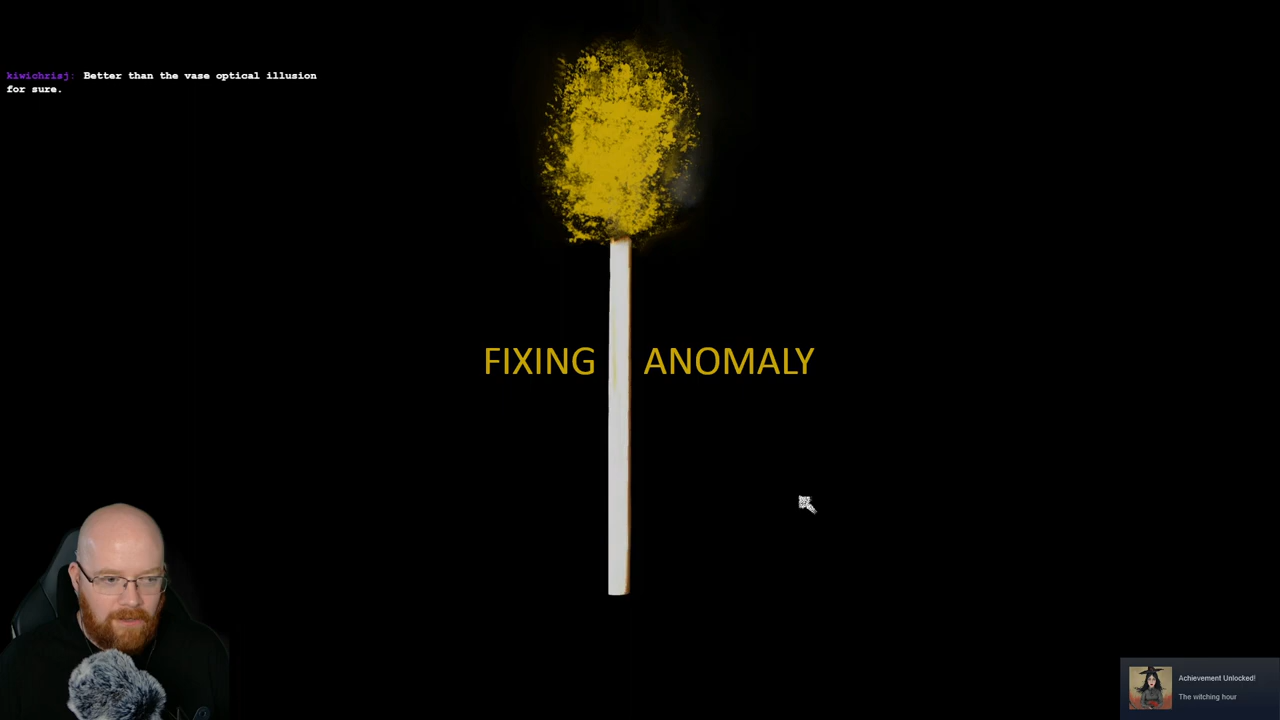 kiwichrisj: Better than the vase optical illusion
for sure.
FIXING ANOMALY
Achievement Unlocked!
The witching hour